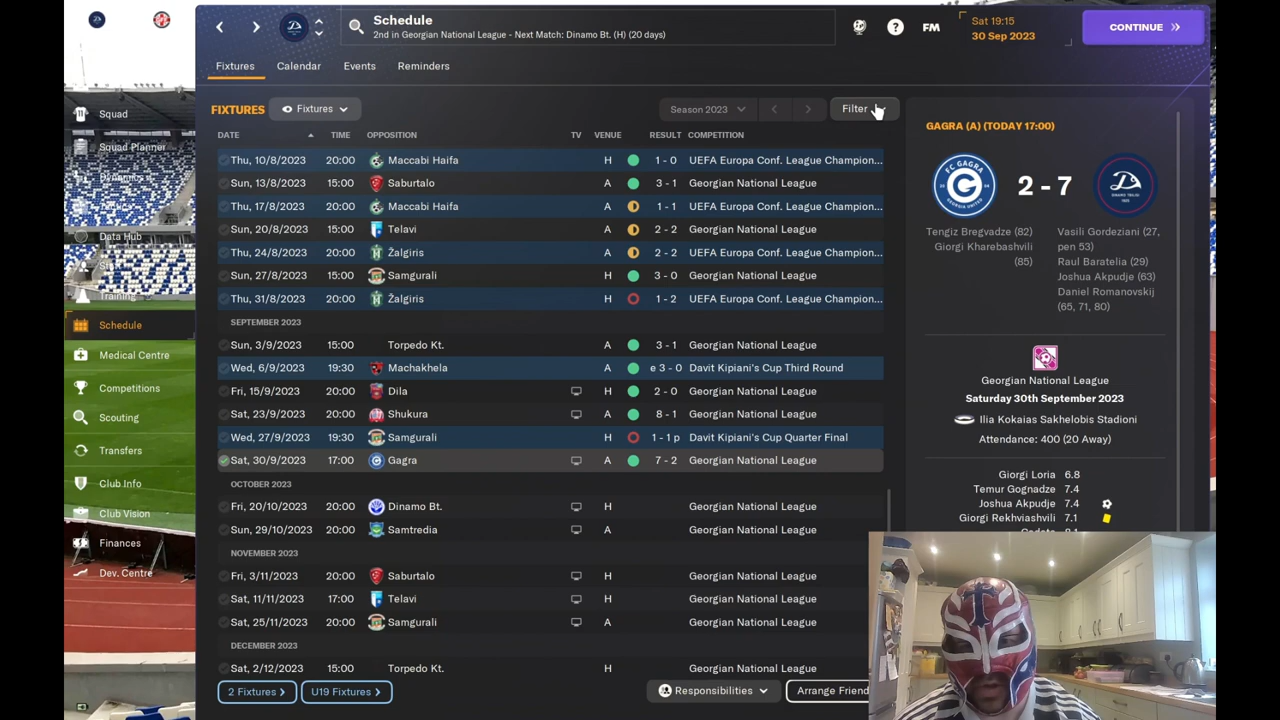 Schedule
2nd in Georgian National League - Next Match: Dinamo Bt. (H) (20 days)
?
FM
Sat 19:15
30 Sep 2023
CONTINUE
Fixtures
Calendar
Events
Reminders
Squad
Squad Planner
Data Hub
Training
Schedule
Medical Centre
Competitions
Scouting
Transfers
Club Info
Club Vision
Finances
Dev. Centre
FIXTURES
Fixtures
Season 2023
Filter
DATE TIME OPPOSITION TV VENUE RESULT COMPETITION
Thu, 10/8/2023 20:00 Maccabi Haifa H 1 - 0 UEFA Europa Conf. League Champion...
Sun, 13/8/2023 15:00 Saburtalo A 3 - 1 Georgian National League
Thu, 17/8/2023 20:00 Maccabi Haifa A 1 - 1 UEFA Europa Conf. League Champion...
Sun, 20/8/2023 15:00 Telavi A 2 - 2 Georgian National League
Thu, 24/8/2023 20:00 Žalgiris A 2 - 2 UEFA Europa Conf. League Champion...
Sun, 27/8/2023 15:00 Samgurali H 3 - 0 Georgian National League
Thu, 31/8/2023 20:00 Žalgiris H 1 - 2 UEFA Europa Conf. League Champion...
SEPTEMBER 2023
Sun, 3/9/2023 15:00 Torpedo Kt. A 3 - 1 Georgian National League
Wed, 6/9/2023 19:30 Machakhela A e 3 - 0 Davit Kipiani's Cup Third Round
Fri, 15/9/2023 20:00 Dila H 2 - 0 Georgian National League
Sat, 23/9/2023 20:00 Shukura A 8 - 1 Georgian National League
Wed, 27/9/2023 19:30 Samgurali H 1 - 1 p Davit Kipiani's Cup Quarter Final
Sat, 30/9/2023 17:00 Gagra A 7 - 2 Georgian National League
OCTOBER 2023
Fri, 20/10/2023 20:00 Dinamo Bt. H Georgian National League
Sun, 29/10/2023 20:00 Samtredia A Georgian National League
NOVEMBER 2023
Fri, 3/11/2023 20:00 Saburtalo H Georgian National League
Sat, 11/11/2023 17:00 Telavi H Georgian National League
Sat, 25/11/2023 20:00 Samgurali A Georgian National League
DECEMBER 2023
Sat, 2/12/2023 15:00 Torpedo Kt. H Georgian National League
2 Fixtures
U19 Fixtures
Responsibilities
Arrange Friend
GAGRA (A) (TODAY 17:00)
FC GAGRA
2 - 7
Tengiz Bregvadze (82)
Giorgi Kharebashvili
(85)
Vasili Gordeziani (27,
pen 53)
Raul Baratelia (29)
Joshua Akpudje (63)
Daniel Romanovskij
(65, 71, 80)
Georgian National League
Saturday 30th September 2023
Ilia Kokaias Sakhelobis Stadioni
Attendance: 400 (20 Away)
Giorgi Loria 6.8
Temur Gognadze 7.4
Joshua Akpudje 7.4
Giorgi Rekhviashvili 7.1